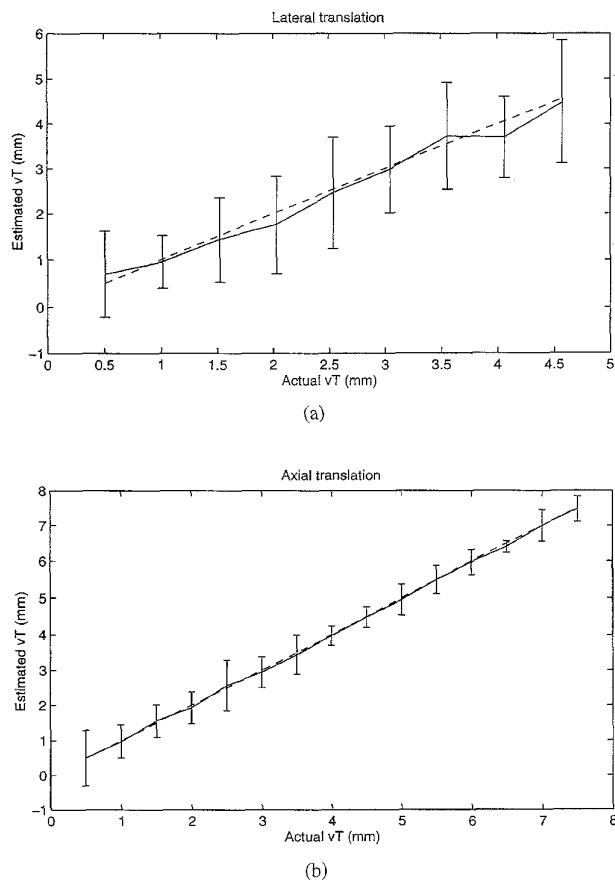 Lateral translation
6
5
4
3
2
1
0
−1
Estimated vT (mm)
0 0.5 1 1.5 2 2.5 3 3.5 4 4.5 5
Actual vT (mm)
(a)
Axial translation
8
7
6
5
4
3
2
1
0
−1
Estimated vT (mm)
0 1 2 3 4 5 6 7 8
Actual vT (mm)
(b)